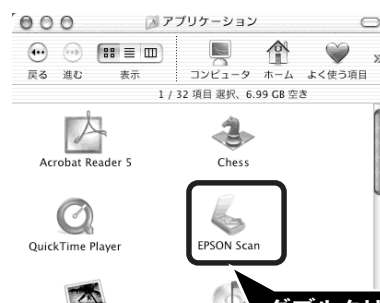 アプリケーション
戻る 進む 表示 コンピュータ ホーム よく使う項目
1 / 32 項目 選択、6.99 GB 空き
Acrobat Reader 5 Chess
QuickTime Player EPSON Scan